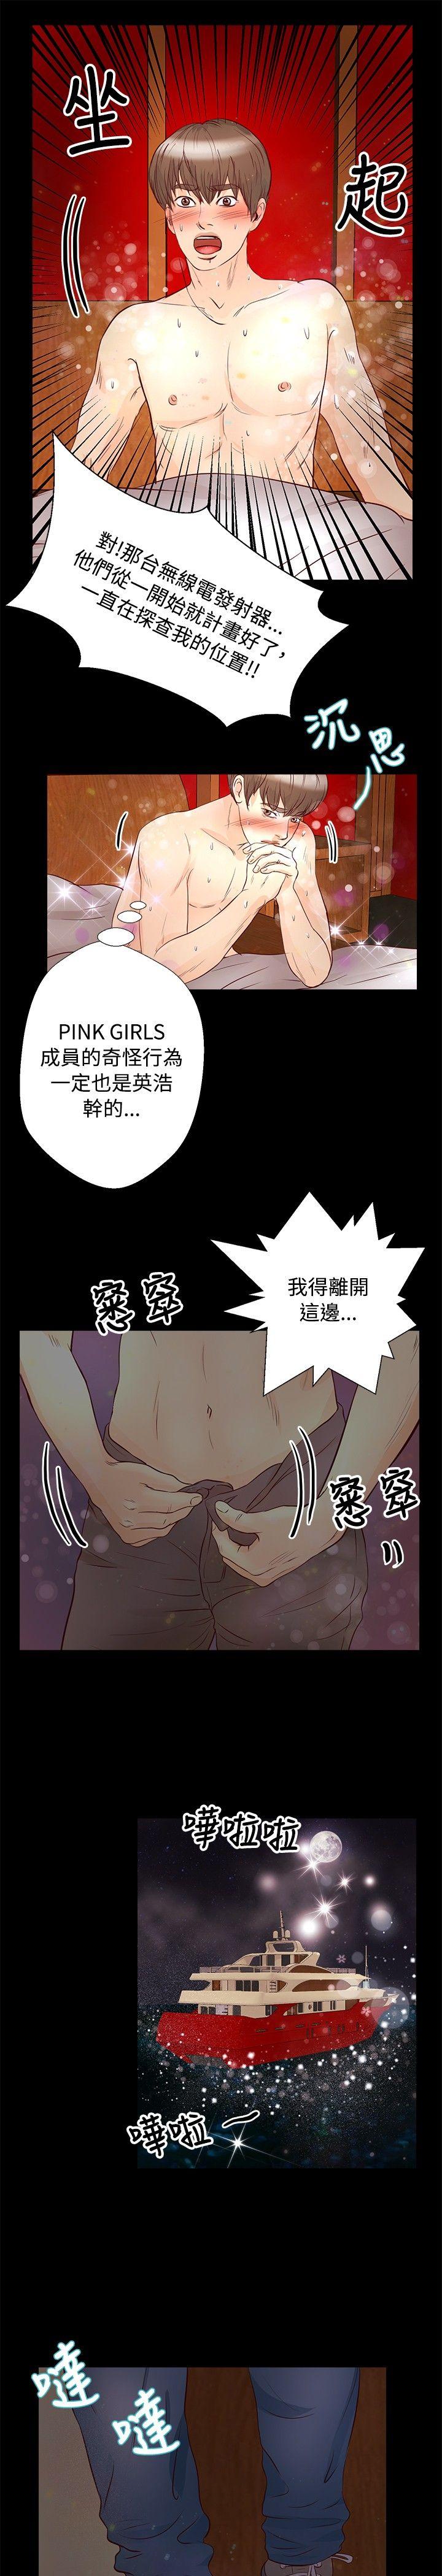 坐
起
對!那台無線電發射器...
他們從一開始就計畫好了,
一直在探查我的位置!!
沉
思
PINK GIRLS
成員的奇怪行為
一定也是英浩
幹的...
我得離開
這邊...
窸窣
窸窣
嘩啦啦
嘩啦~
噠
噠